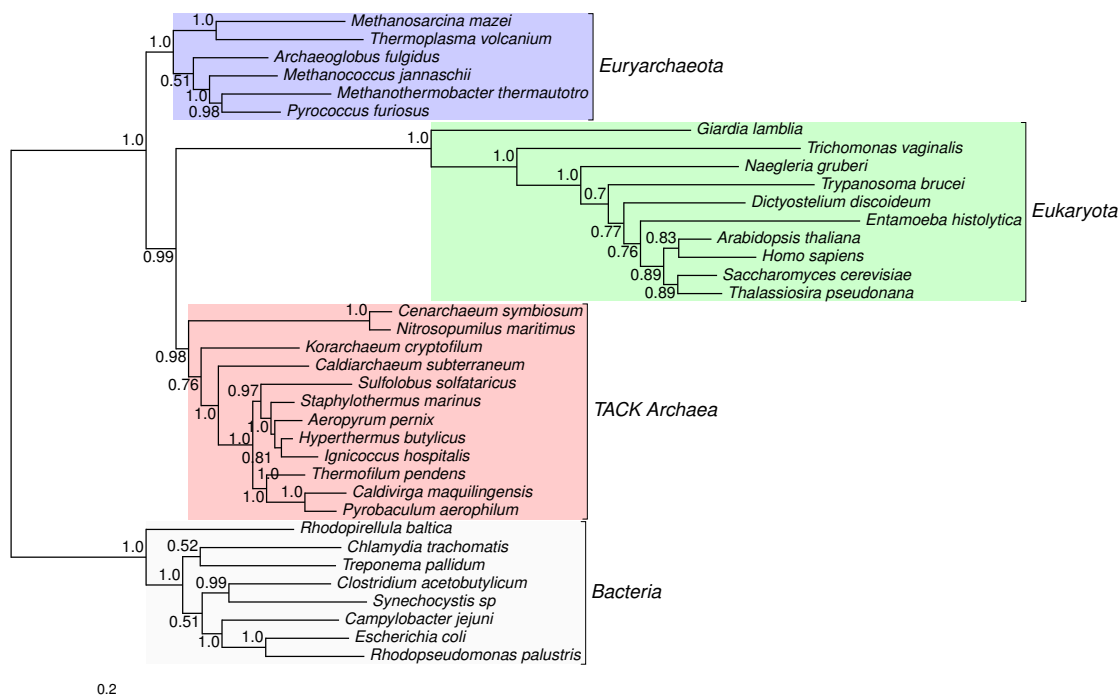 1.0
Methanosarcina mazei
Thermoplasma volcanium
1.0
Archaeoglobus fulgidus
0.51
Methanococcus jannaschii
1.0
Methanothermobacter thermautotro
0.98
Pyrococcus furiosus
Euryarchaeota
1.0
1.0
Giardia lamblia
1.0
Trichomonas vaginalis
1.0
Naegleria gruberi
0.7
Trypanosoma brucei
Dictyostelium discoideum
0.77
Entamoeba histolytica
0.76
0.83
Arabidopsis thaliana
Homo sapiens
0.89
Saccharomyces cerevisiae
0.89
Thalassiosira pseudonana
Eukaryota
0.99
1.0
Cenarchaeum symbiosum
Nitrosopumilus maritimus
0.98
Korarchaeum cryptofilum
0.76
Caldiarchaeum subterraneum
1.0
0.97
Sulfolobus solfataricus
Staphylothermus marinus
1.0
Aeropyrum pernix
1.0
Hyperthermus butylicus
0.81
Ignicoccus hospitalis
1.0
Thermofilum pendens
1.0
1.0
Caldivirga maquilingensis
Pyrobaculum aerophilum
TACK Archaea
Rhodopirellula baltica
1.0
0.52
Chlamydia trachomatis
Treponema pallidum
1.0
0.99
Clostridium acetobutylicum
Synechocystis sp
0.51
Campylobacter jejuni
1.0
1.0
Escherichia coli
Rhodopseudomonas palustris
Bacteria
0.2